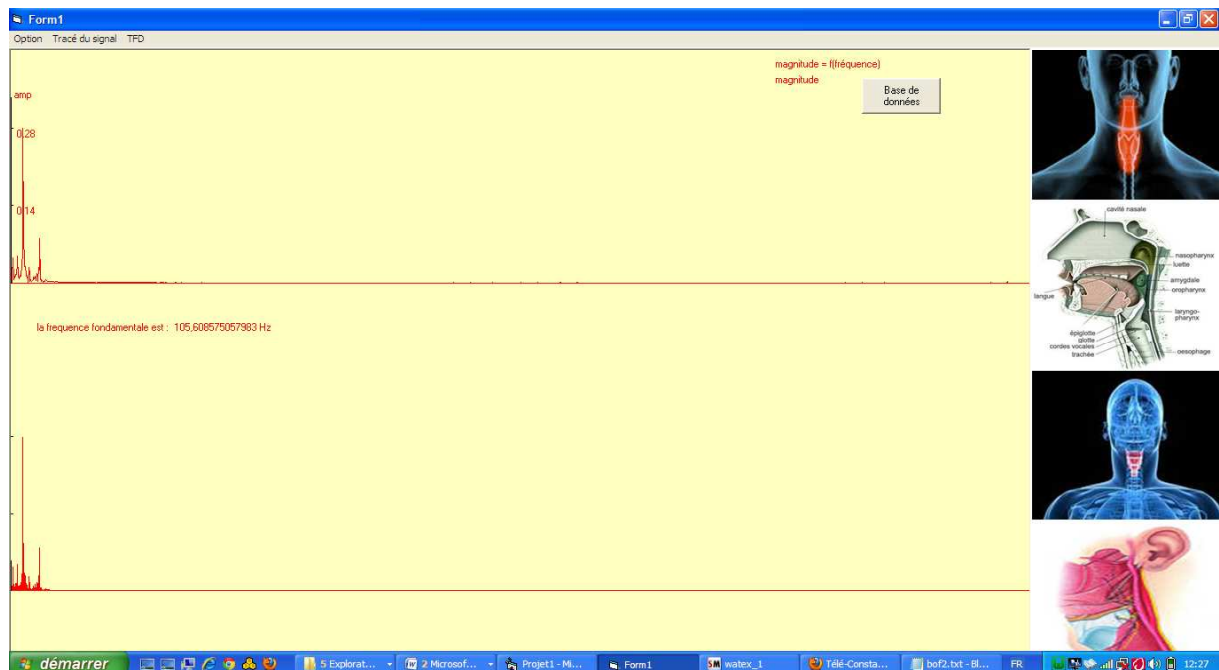 Form1
Option Tracé du signal TFD
magnitude = f(fréquence)
magnitude
Base de
données
amp
0,28
0,14
la frequence fondamentale est : 105,608575057983 Hz
cavité nasale
nasopharynx
luette
amygdale
oropharynx
langue
laryngo-
pharynx
épiglotte
glotte
cordes vocales
trachée
oesophage
démarrer
5 Explorat...
2 Microsof...
Projet1 - Mi...
Form1
SM watex_1
Télé-Consta...
bof2.txt - Bl...
FR
12:27